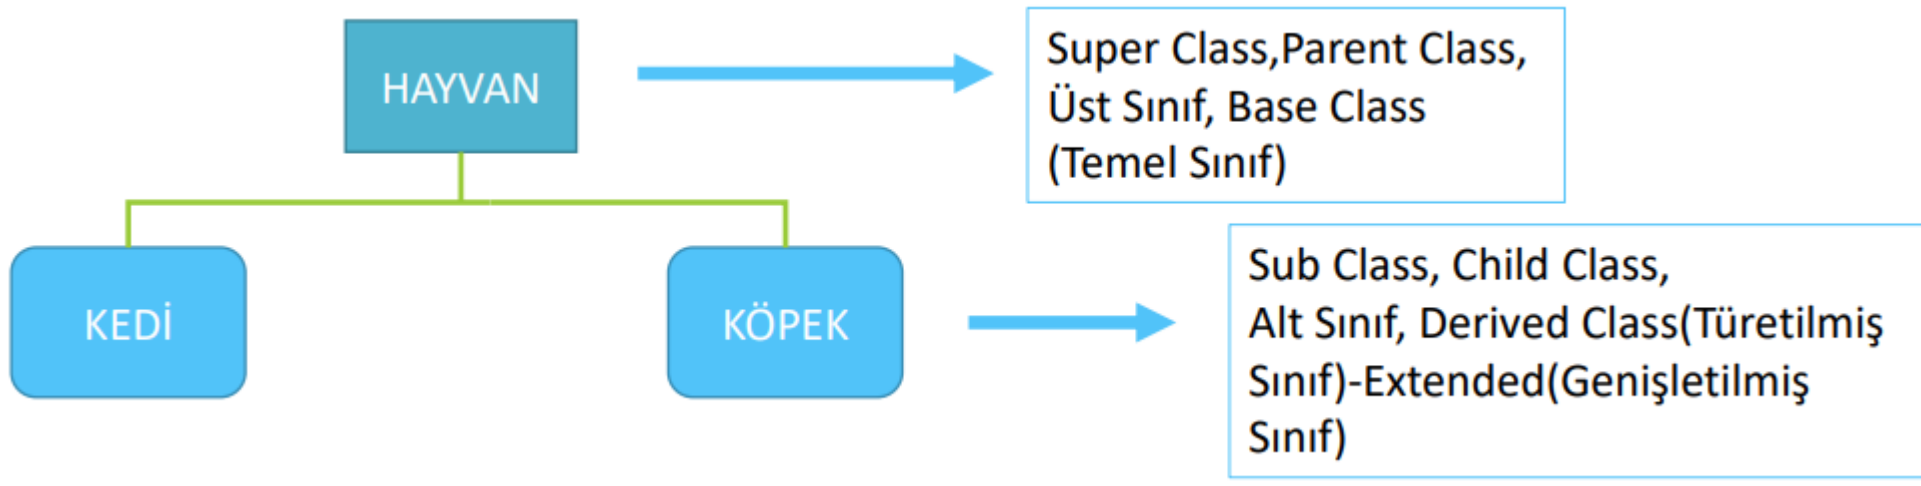 HAYVAN
Super Class,Parent Class,
Üst Sınıf, Base Class
(Temel Sınıf)
KEDİ
KÖPEK
Sub Class, Child Class,
Alt Sınıf, Derived Class(Türetilmiş
Sınıf)-Extended(Genişletilmiş
Sınıf)